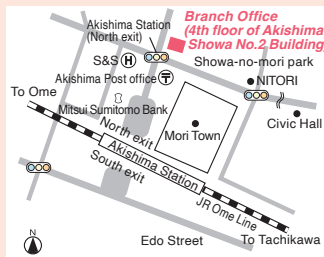 Akishima Station
(North exit)
Branch Office
(4th floor of Akishima
Showa No.2 Building)
S&S H
Showa-no-mori park
Akishima Post office 〒
NITORI
To Ome
Mitsui Sumitomo Bank
Civic Hall
North exit
Mori Town
Akishima Station
South exit
JR Ome Line
N
Edo Street
To Tachikawa